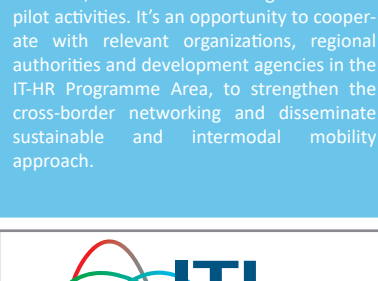 pilot activities. It’s an opportunity to cooper-
ate with relevant organizations, regional
authorities and development agencies in the
IT-HR Programme Area, to strengthen the
cross-border networking and disseminate
sustainable and intermodal mobility
approach.